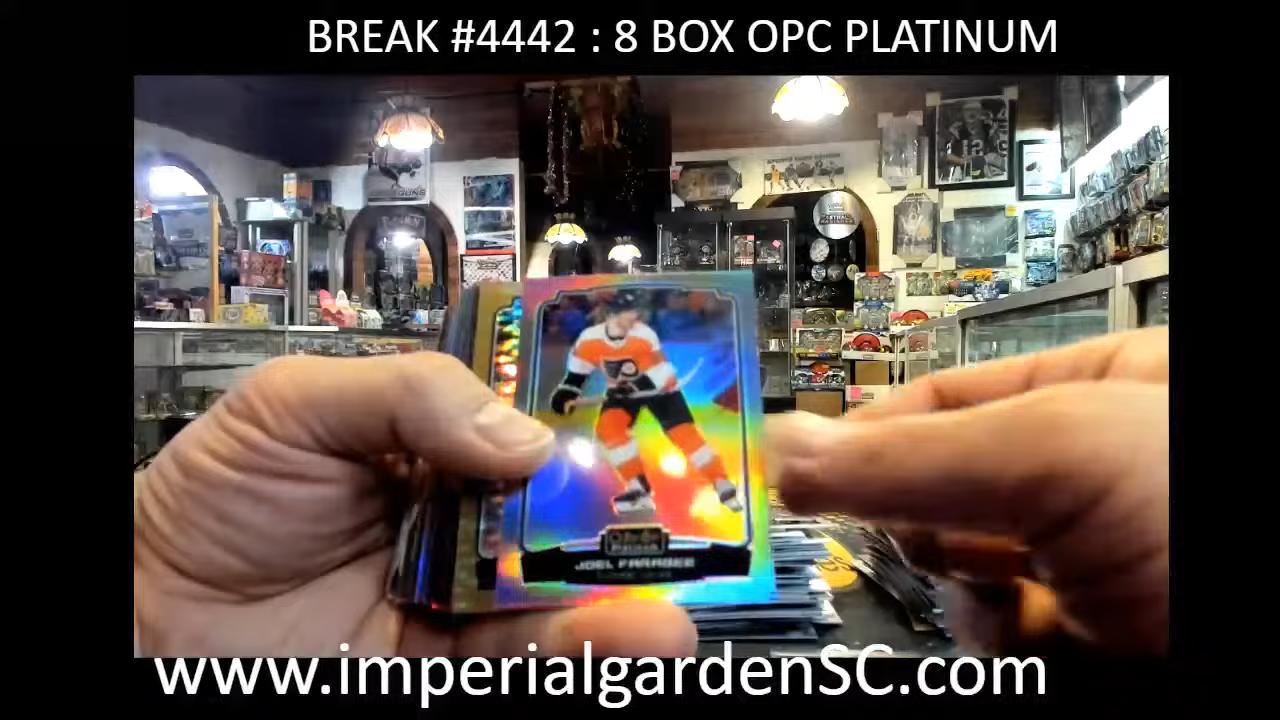 BREAK #4442 : 8 BOX OPC PLATINUM
JOEL FARABEE
www.imperialgardenSC.com